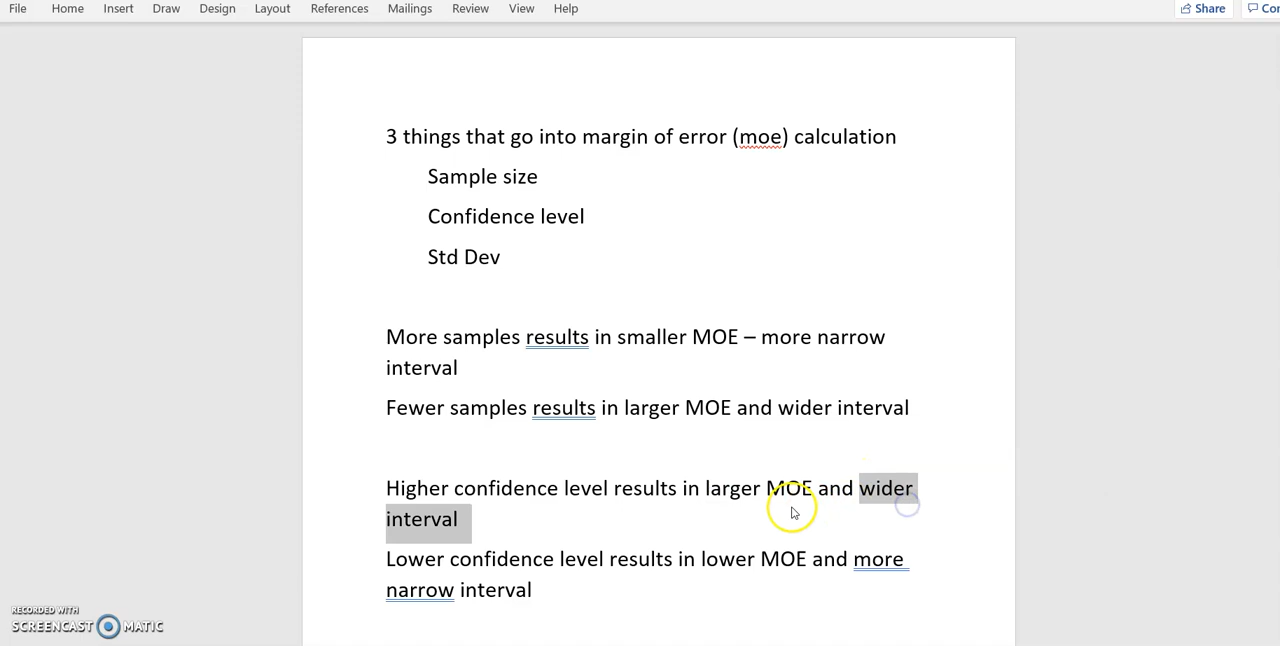 File Home Insert Draw Design Layout References Mailings Review View Help Share Cor
3 things that go into margin of error (moe) calculation
Sample size
Confidence level
Std Dev
More samples results in smaller MOE – more narrow
interval
Fewer samples results in larger MOE and wider interval
Higher confidence level results in larger MOE and wider
interval
Lower confidence level results in lower MOE and more
narrow interval
RECORDED WITH
SCREENCAST MATIC